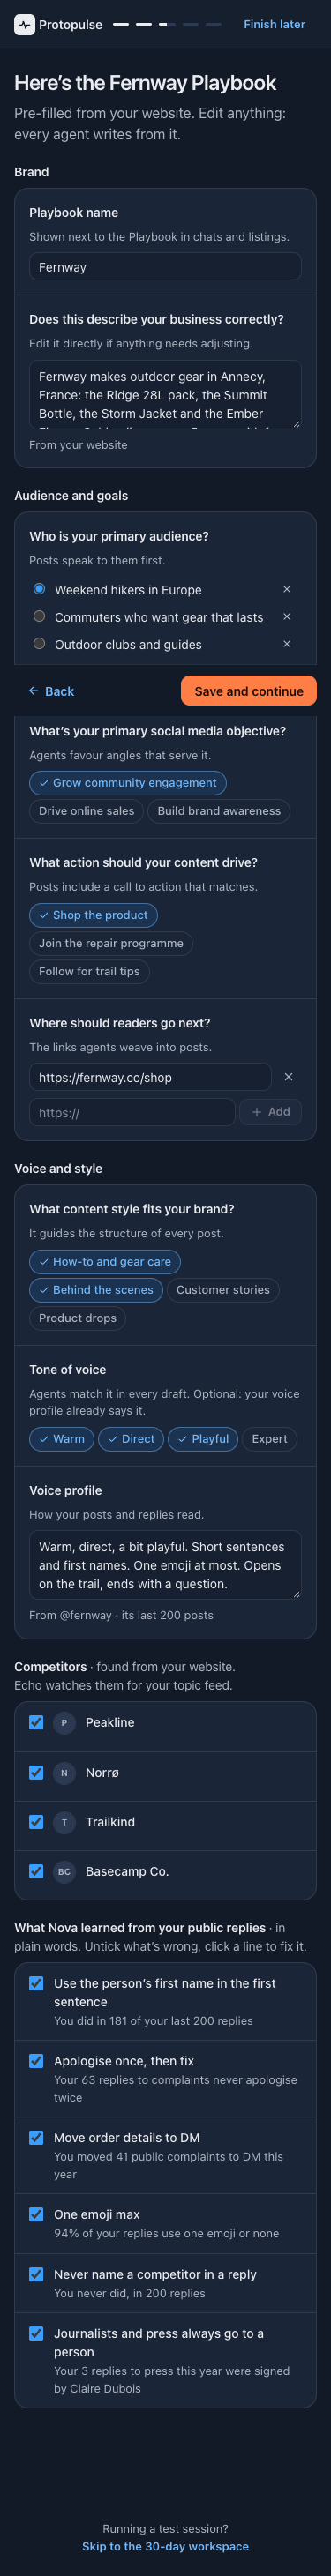 Protopulse
Finish later
Here’s the Fernway Playbook
Pre-filled from your website. Edit anything:
every agent writes from it.
Brand
Playbook name
Shown next to the Playbook in chats and listings.
Fernway
Does this describe your business correctly?
Edit it directly if anything needs adjusting.
Fernway makes outdoor gear in Annecy,
France: the Ridge 28L pack, the Summit
Bottle, the Storm Jacket and the Ember
From your website
Audience and goals
Who is your primary audience?
Posts speak to them first.
Weekend hikers in Europe
Commuters who want gear that lasts
Outdoor clubs and guides
Back
Save and continue
What’s your primary social media objective?
Agents favour angles that serve it.
Grow community engagement
Drive online sales
Build brand awareness
What action should your content drive?
Posts include a call to action that matches.
Shop the product
Join the repair programme
Follow for trail tips
Where should readers go next?
The links agents weave into posts.
https://fernway.co/shop
https://
Add
Voice and style
What content style fits your brand?
It guides the structure of every post.
How-to and gear care
Behind the scenes
Customer stories
Product drops
Tone of voice
Agents match it in every draft. Optional: your voice
profile already says it.
Warm
Direct
Playful
Expert
Voice profile
How your posts and replies read.
Warm, direct, a bit playful. Short sentences
and first names. One emoji at most. Opens
on the trail, ends with a question.
From @fernway · its last 200 posts
Competitors · found from your website.
Echo watches them for your topic feed.
P
Peakline
N
Norrø
T
Trailkind
BC
Basecamp Co.
What Nova learned from your public replies · in
plain words. Untick what’s wrong, click a line to fix it.
Use the person’s first name in the first
sentence
You did in 181 of your last 200 replies
Apologise once, then fix
Your 63 replies to complaints never apologise
twice
Move order details to DM
You moved 41 public complaints to DM this
year
One emoji max
94% of your replies use one emoji or none
Never name a competitor in a reply
You never did, in 200 replies
Journalists and press always go to a
person
Your 3 replies to press this year were signed
by Claire Dubois
Running a test session?
Skip to the 30-day workspace